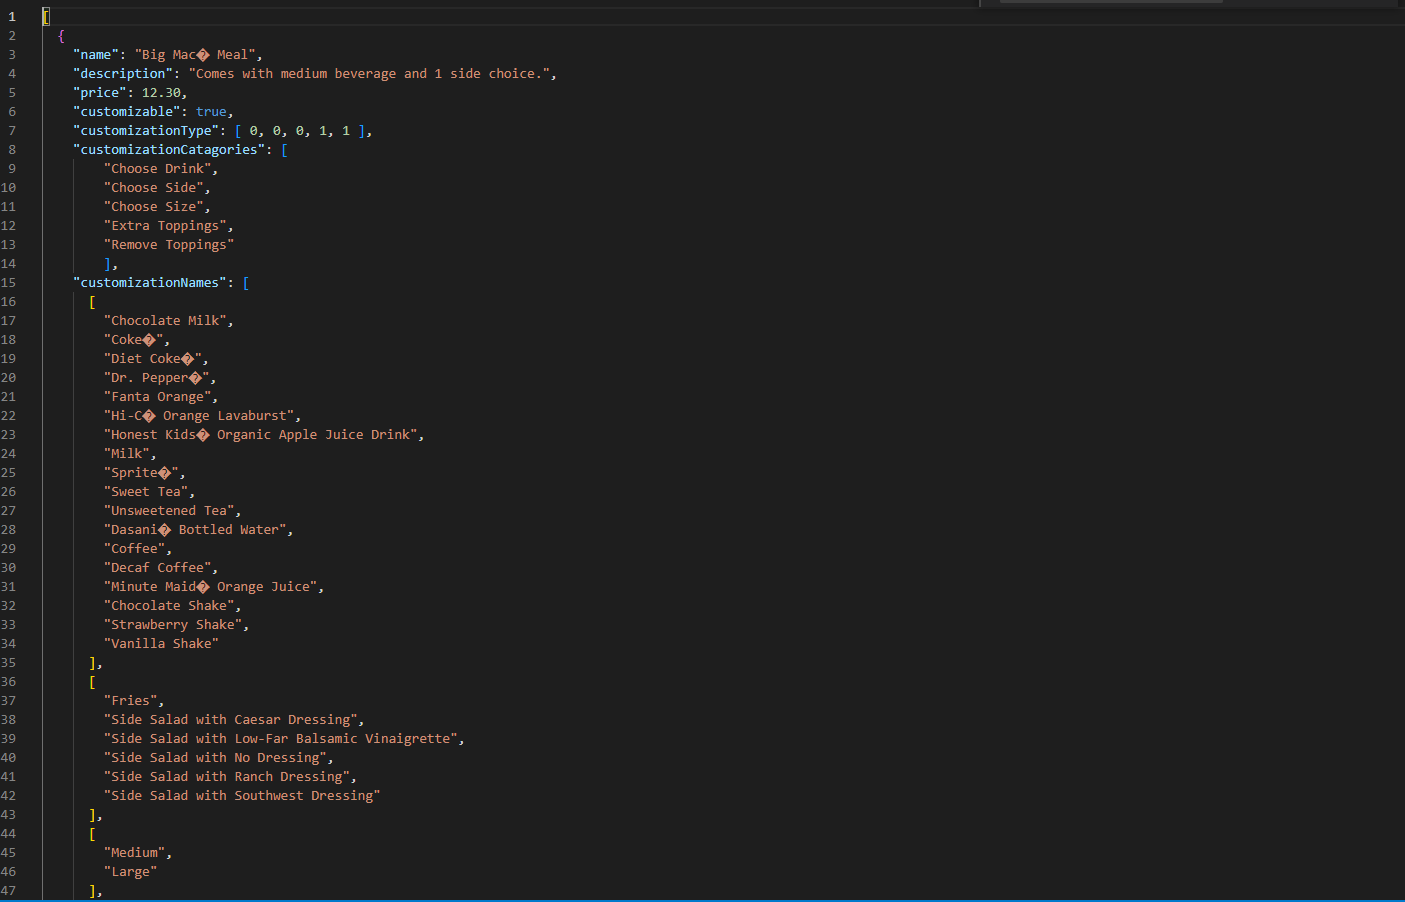 1 [
2 {
3 "name": "Big Mac� Meal",
4 "description": "Comes with medium beverage and 1 side choice.",
5 "price": 12.30,
6 "customizable": true,
7 "customizationType": [ 0, 0, 0, 1, 1 ],
8 "customizationCatagories": [
9 "Choose Drink",
10 "Choose Side",
11 "Choose Size",
12 "Extra Toppings",
13 "Remove Toppings"
14 ],
15 "customizationNames": [
16 [
17 "Chocolate Milk",
18 "Coke�",
19 "Diet Coke�",
20 "Dr. Pepper�",
21 "Fanta Orange",
22 "Hi-C� Orange Lavaburst",
23 "Honest Kids� Organic Apple Juice Drink",
24 "Milk",
25 "Sprite�",
26 "Sweet Tea",
27 "Unsweetened Tea",
28 "Dasani� Bottled Water",
29 "Coffee",
30 "Decaf Coffee",
31 "Minute Maid� Orange Juice",
32 "Chocolate Shake",
33 "Strawberry Shake",
34 "Vanilla Shake"
35 ],
36 [
37 "Fries",
38 "Side Salad with Caesar Dressing",
39 "Side Salad with Low-Far Balsamic Vinaigrette",
40 "Side Salad with No Dressing",
41 "Side Salad with Ranch Dressing",
42 "Side Salad with Southwest Dressing"
43 ],
44 [
45 "Medium",
46 "Large"
47 ],